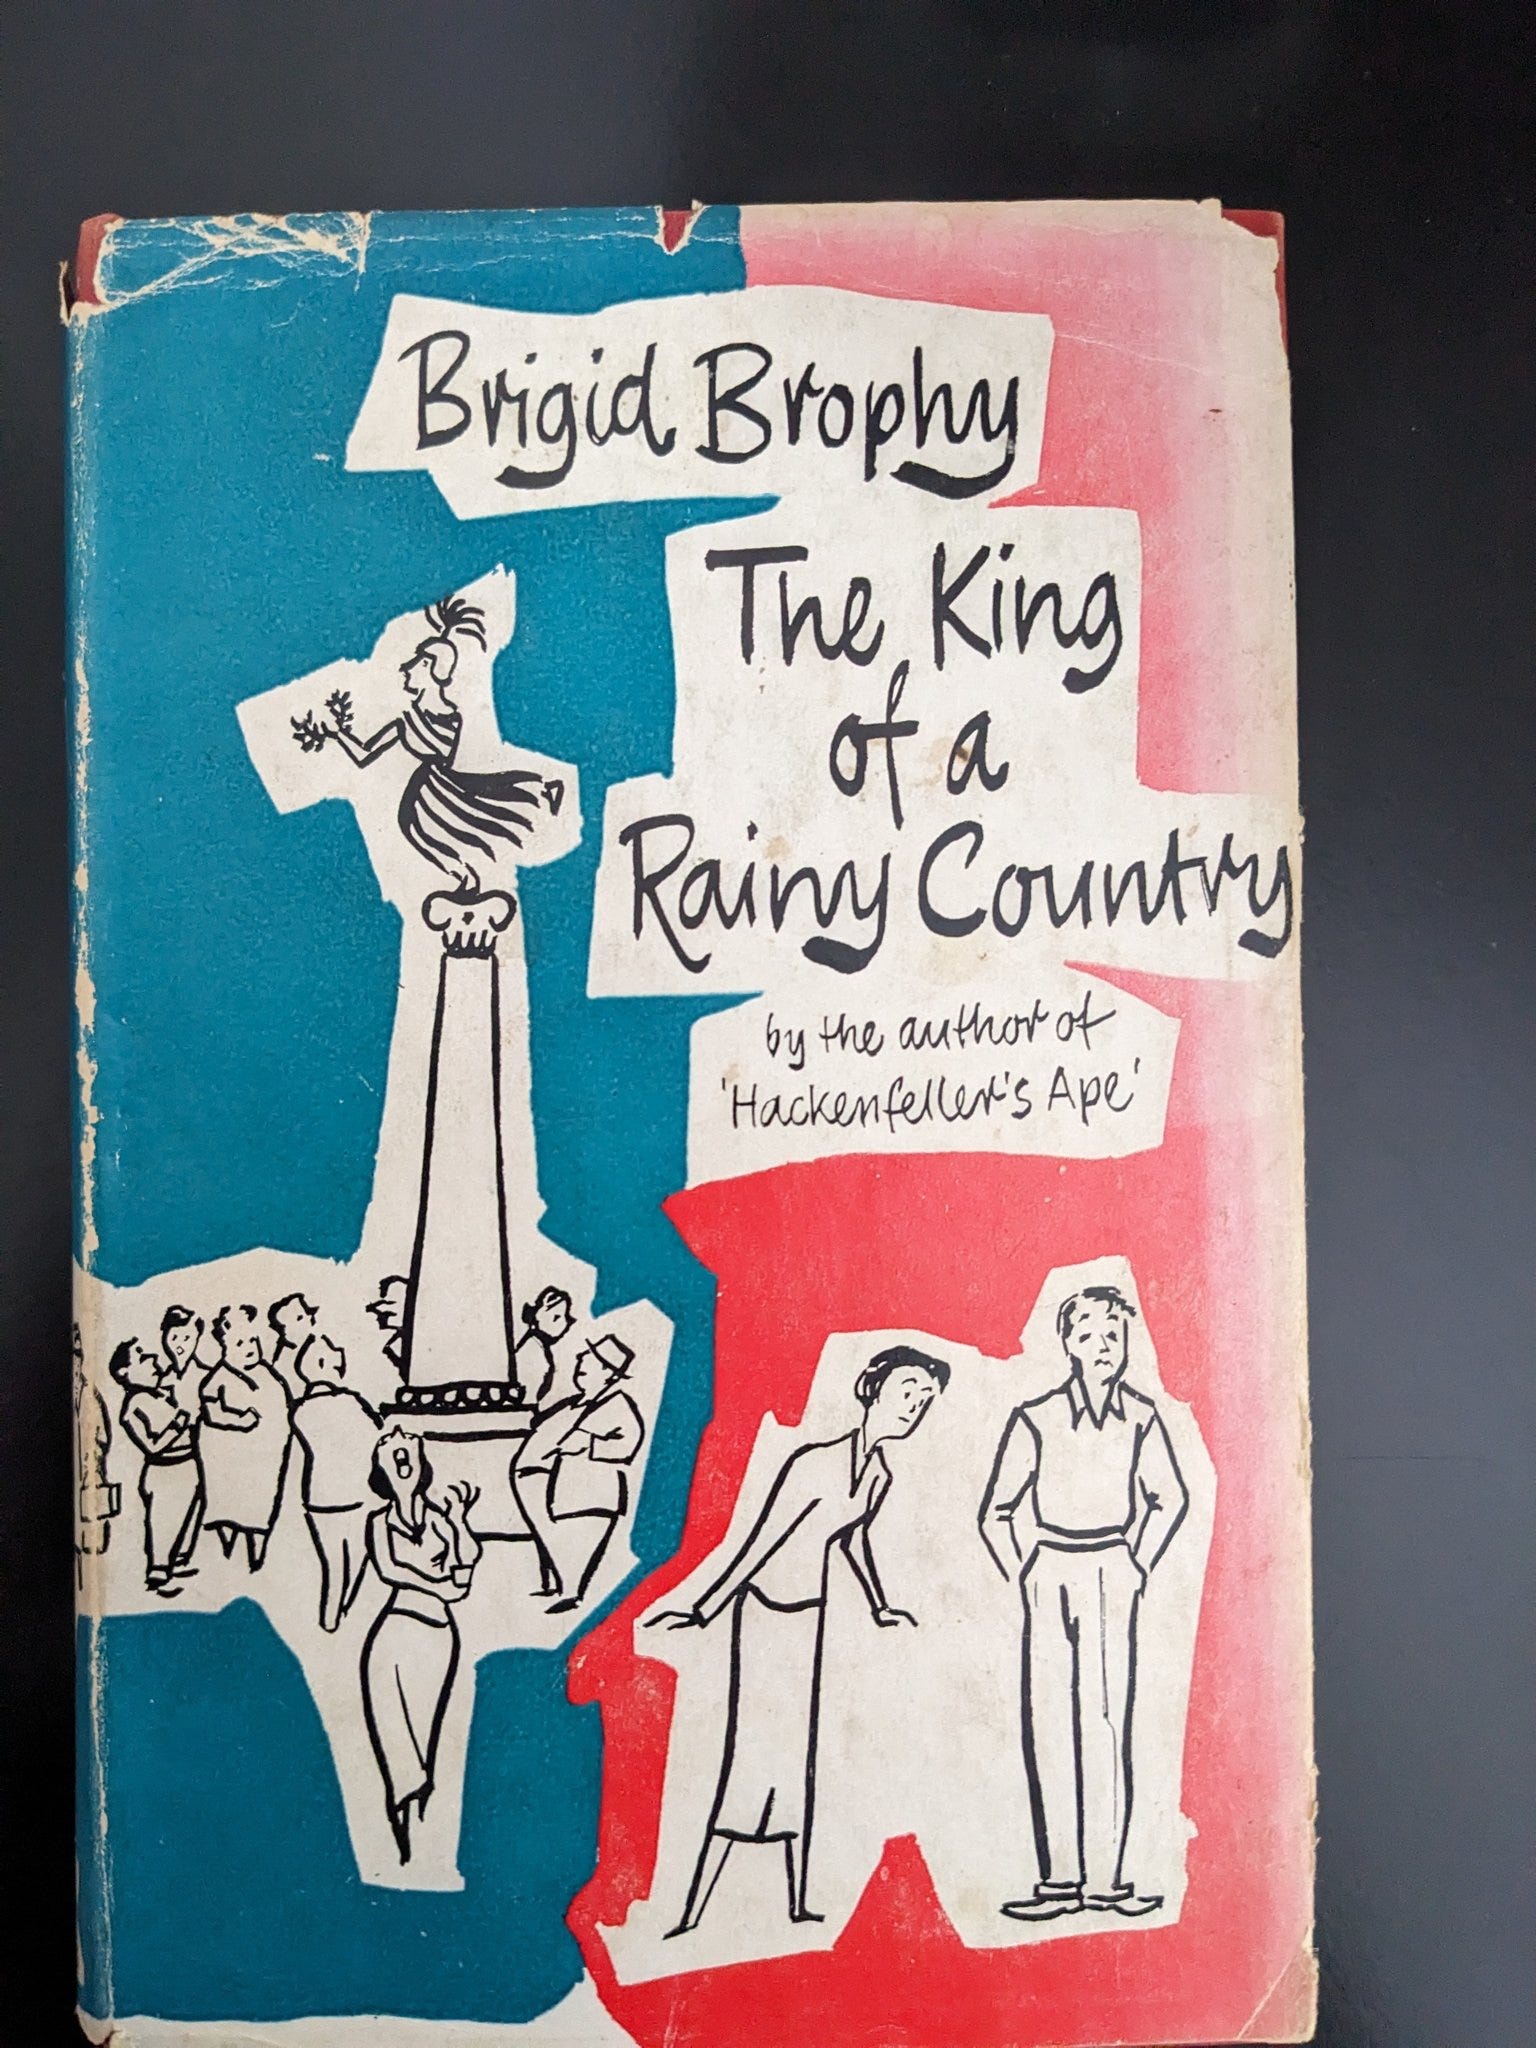 Brigid Brophy
The King
of a
Rainy Country
by the author of
'Hackenfeller's Ape'